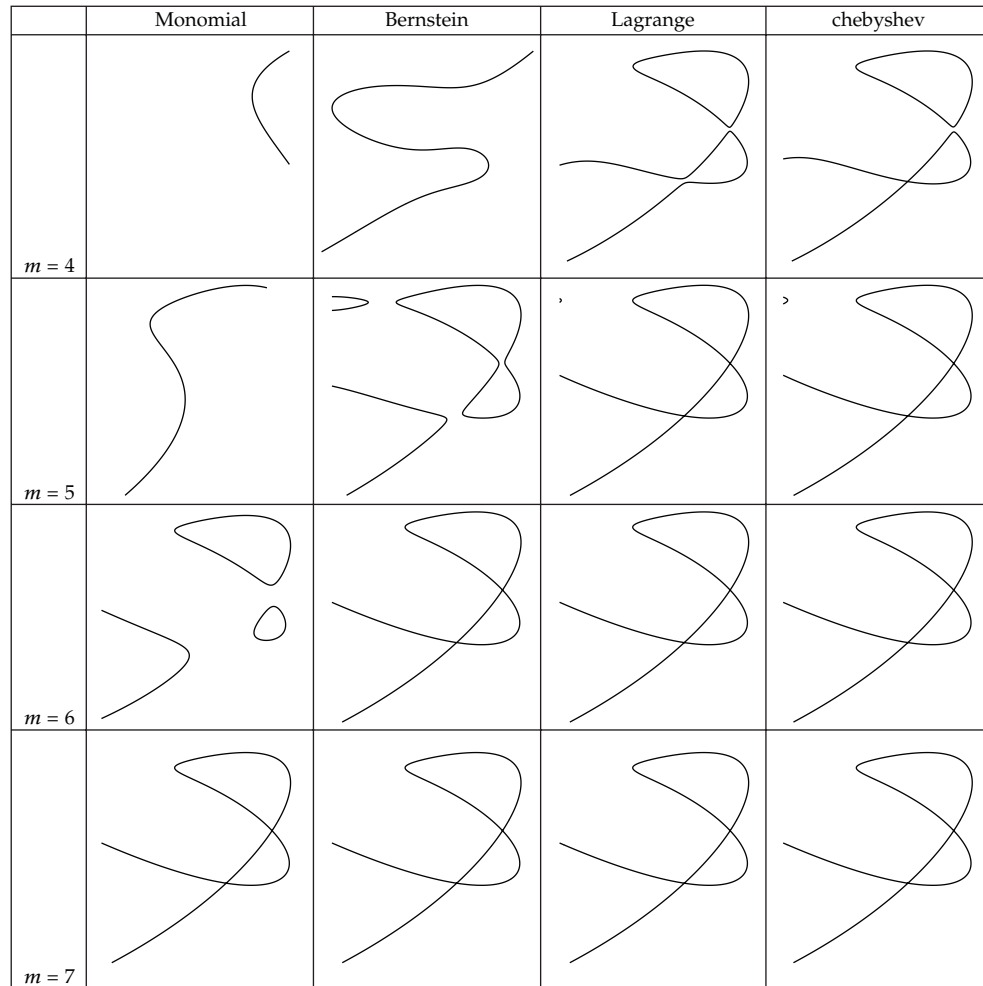 Monomial Bernstein Lagrange chebyshev
m = 4
m = 5
m = 6
m = 7